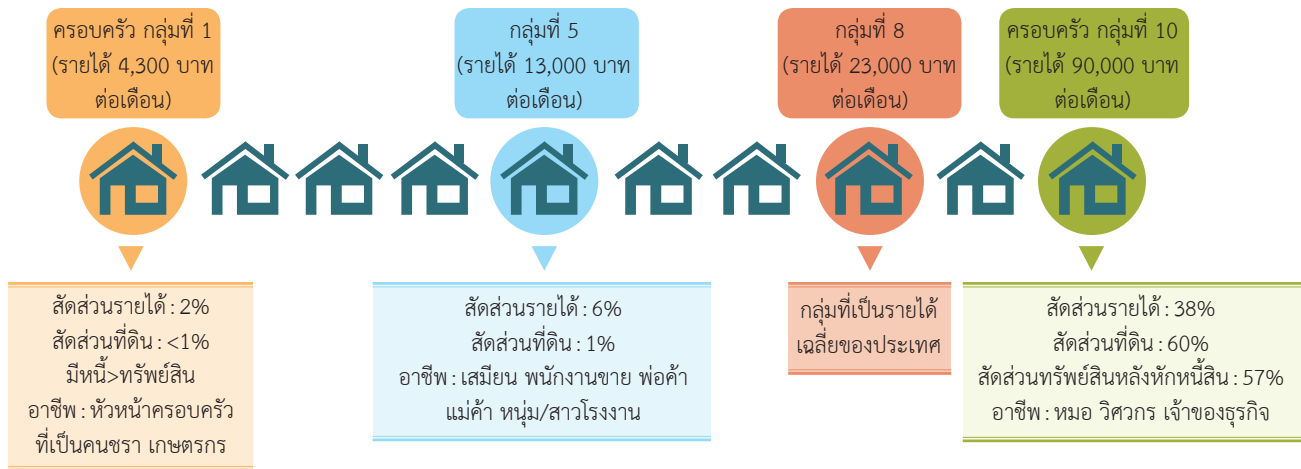 ครอบครัว กลุ่มที่ 1
(รายได้ 4,300 บาท
ต่อเดือน)
กลุ่มที่ 5
(รายได้ 13,000 บาท
ต่อเดือน)
กลุ่มที่ 8
(รายได้ 23,000 บาท
ต่อเดือน)
ครอบครัว กลุ่มที่ 10
(รายได้ 90,000 บาท
ต่อเดือน)
สัดส่วนรายได้ : 2%
สัดส่วนที่ดิน : <1%
มีหนี้>ทรัพย์สิน
อาชีพ : หัวหน้าครอบครัว
ที่เป็นคนชรา เกษตรกร
สัดส่วนรายได้ : 6%
สัดส่วนที่ดิน : 1%
อาชีพ : เสมียน พนักงานขาย พ่อค้า
แม่ค้า หนุ่ม/สาวโรงงาน
กลุ่มที่เป็นรายได้
เฉลี่ยของประเทศ
สัดส่วนรายได้ : 38%
สัดส่วนที่ดิน : 60%
สัดส่วนทรัพย์สินหลังหักหนี้สิน : 57%
อาชีพ : หมอ วิศวกร เจ้าของธุรกิจ